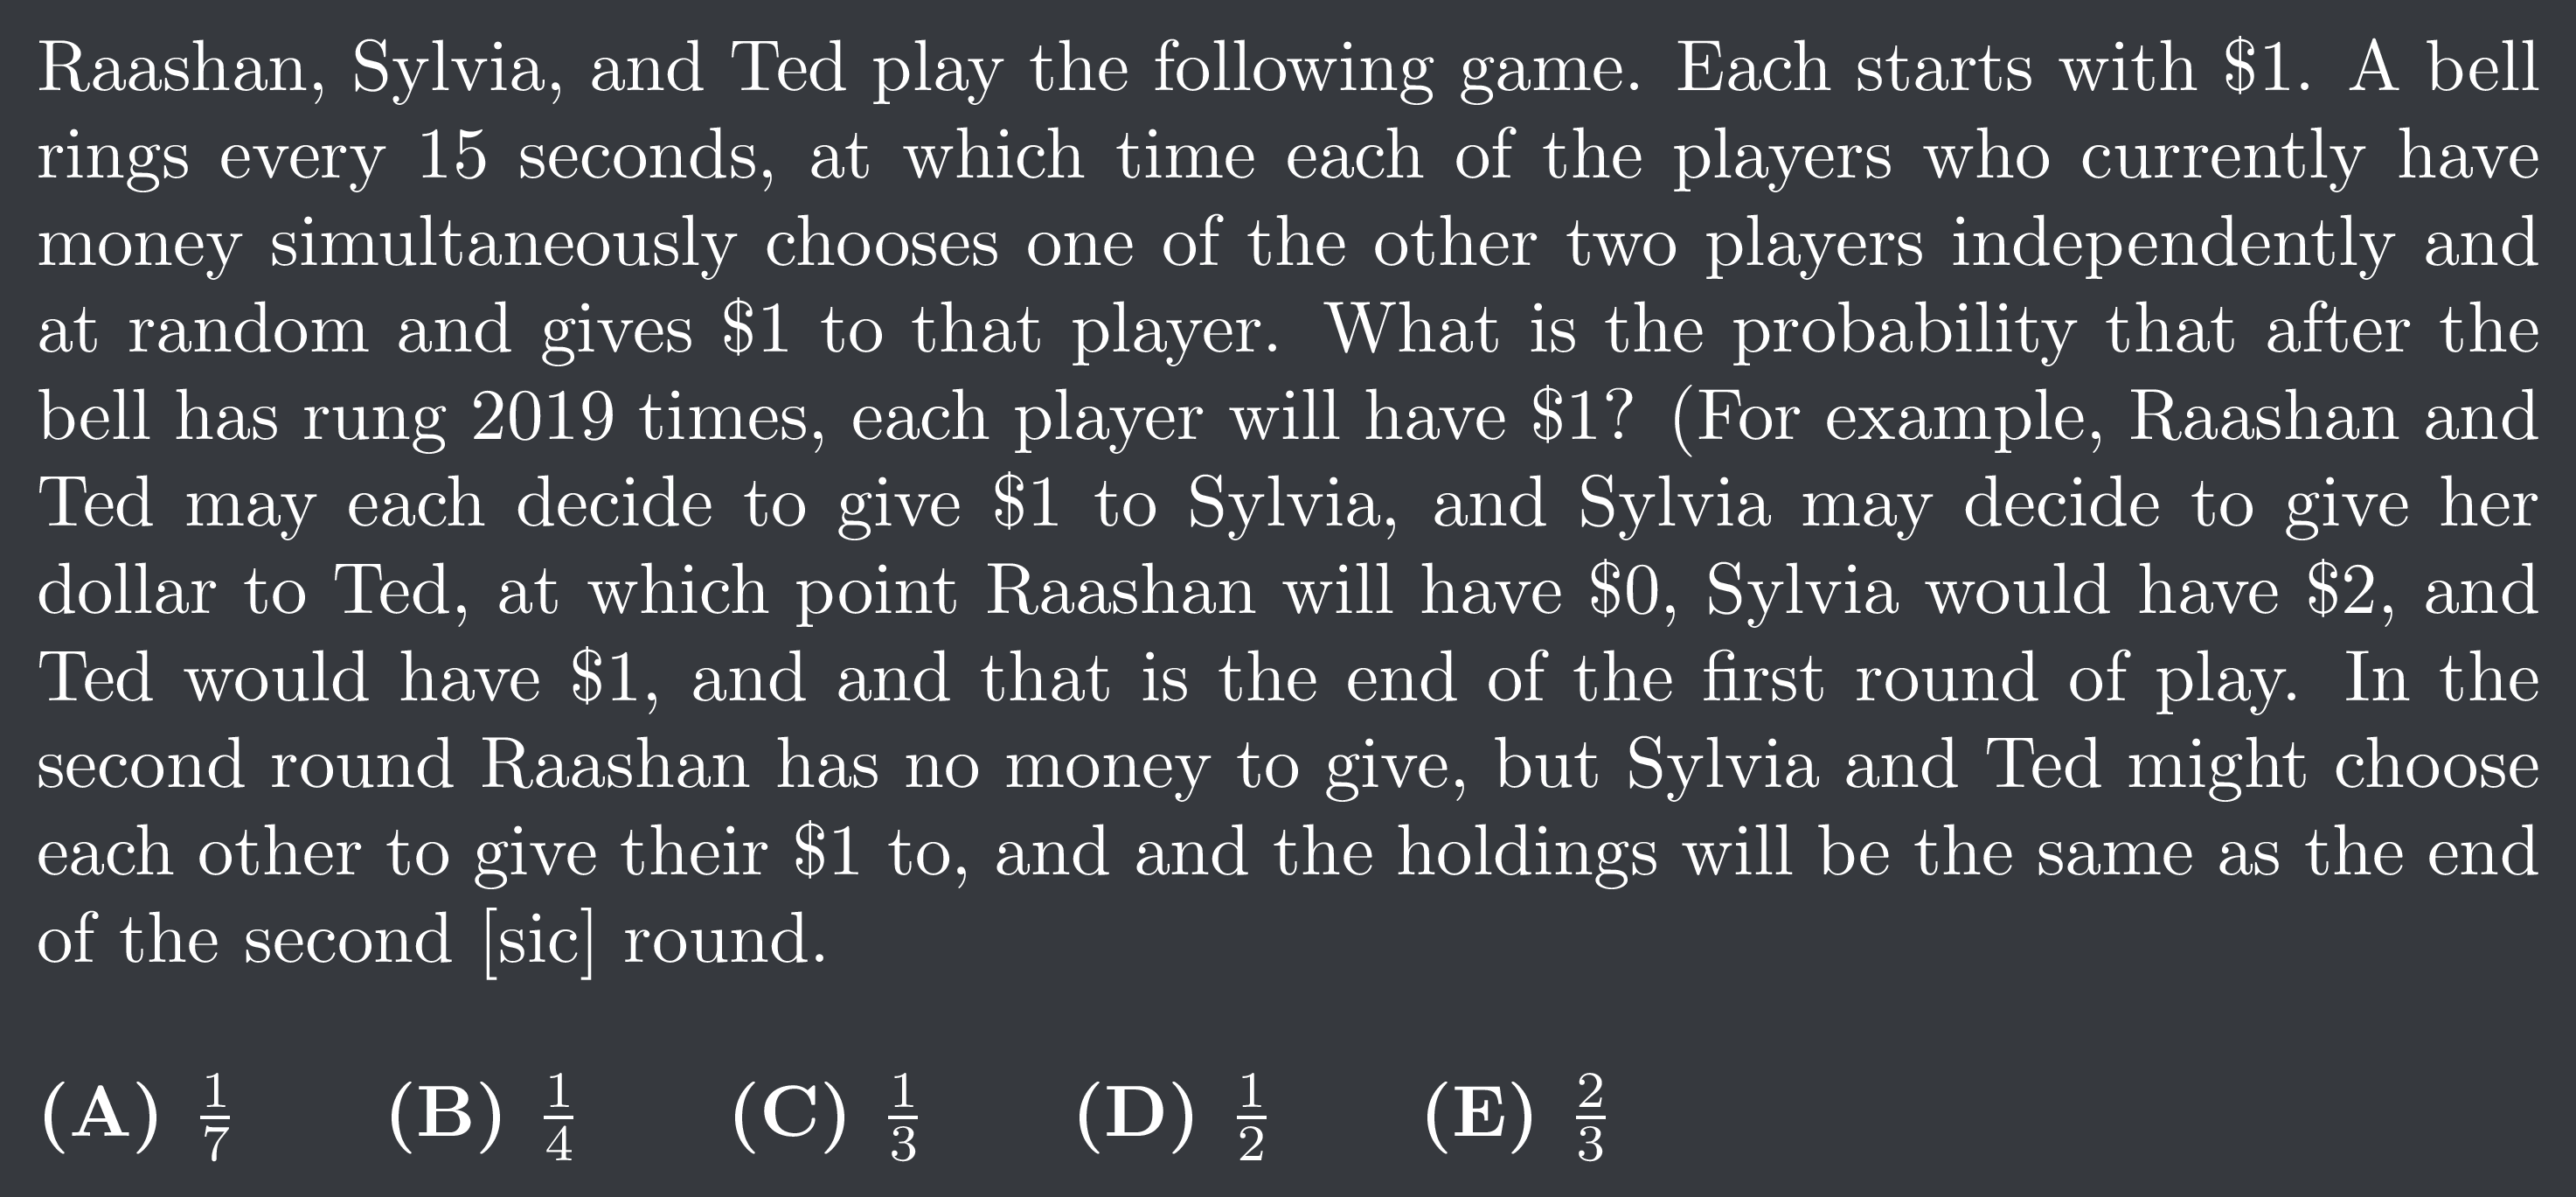 Raashan, Sylvia, and Ted play the following game. Each starts with $1. A bell
rings every 15 seconds, at which time each of the players who currently have
money simultaneously chooses one of the other two players independently and
at random and gives $1 to that player. What is the probability that after the
bell has rung 2019 times, each player will have $1? (For example, Raashan and
Ted may each decide to give $1 to Sylvia, and Sylvia may decide to give her
dollar to Ted, at which point Raashan will have $0, Sylvia would have $2, and
Ted would have $1, and and that is the end of the first round of play. In the
second round Raashan has no money to give, but Sylvia and Ted might choose
each other to give their $1 to, and and the holdings will be the same as the end
of the second [sic] round.
(A) 1/7 (B) 1/4 (C) 1/3 (D) 1/2 (E) 2/3